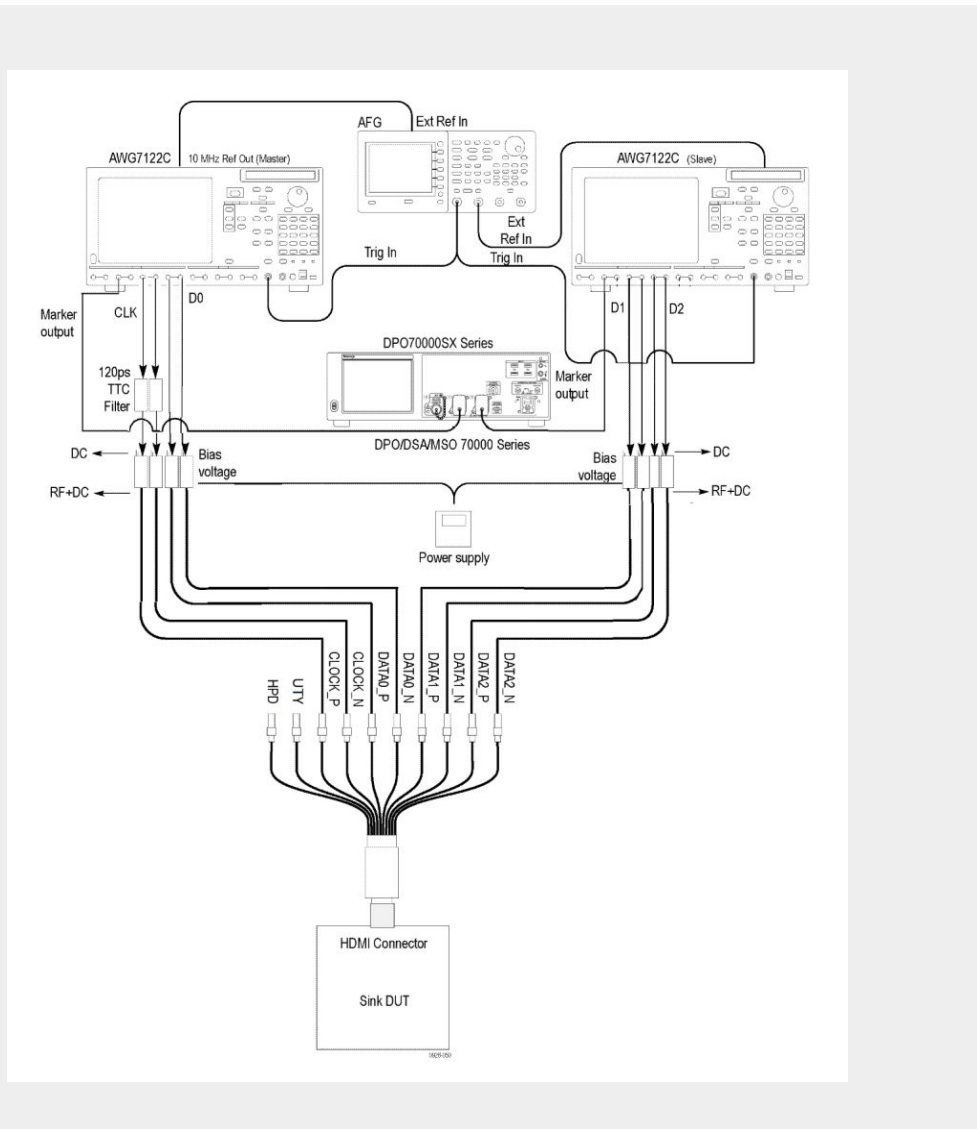 AFG
Ext Ref In
AWG7122C
10 MHz Ref Out (Master)
AWG7122C (Slave)
Ext
Ref In
Trig In
Trig In
D0
CLK
Marker
output
D1
D2
DPO70000SX Series
Marker
output
120ps
TTC
Filter
DPO/DSA/MSO 70000 Series
DC
Bias
voltage
RF+DC
Bias
voltage
DC
RF+DC
Power supply
HPD
UTY
CLOCK_P
CLOCK_N
DATA0_P
DATA0_N
DATA1_P
DATA1_N
DATA2_P
DATA2_N
HDMI Connector
Sink DUT